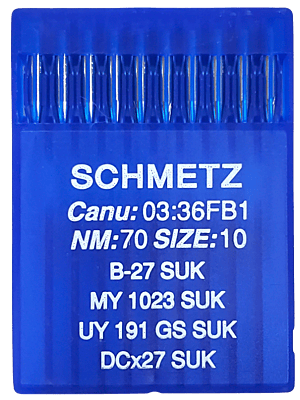 SCHMETZ
Canu: 03:36FB1
NM:70 SIZE:10
B-27 SUK
MY 1023 SUK
UY 191 GS SUK
DCx27 SUK